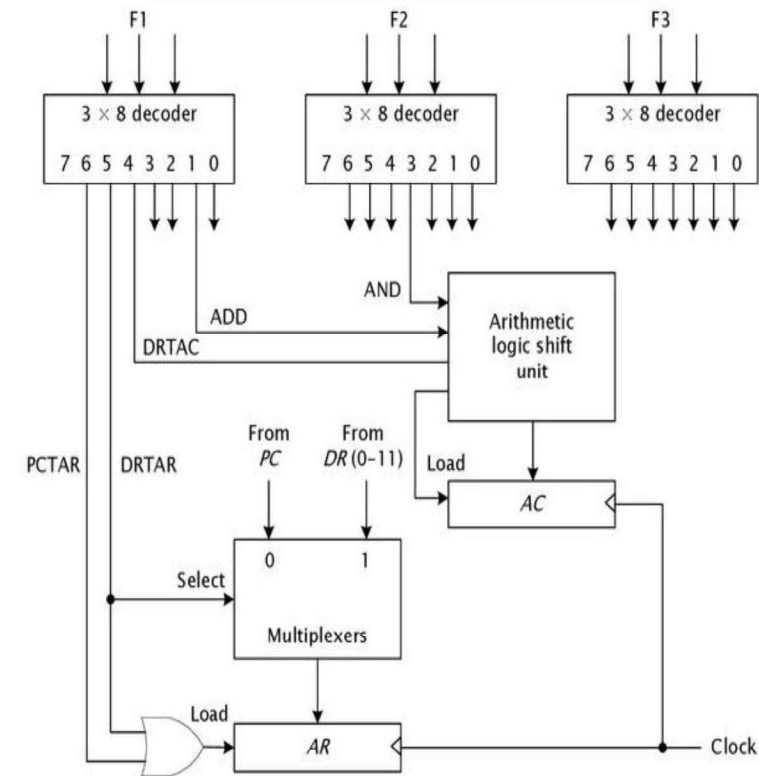 F1 F2 F3
3 × 8 decoder 3 × 8 decoder 3 × 8 decoder
7 6 5 4 3 2 1 0 7 6 5 4 3 2 1 0 7 6 5 4 3 2 1 0
AND
ADD
DRTAC
Arithmetic
logic shift
unit
From From
PC DR (0–11)
PCTAR DRTAR
Load
AC
0 1
Select
Multiplexers
Load
AR
Clock